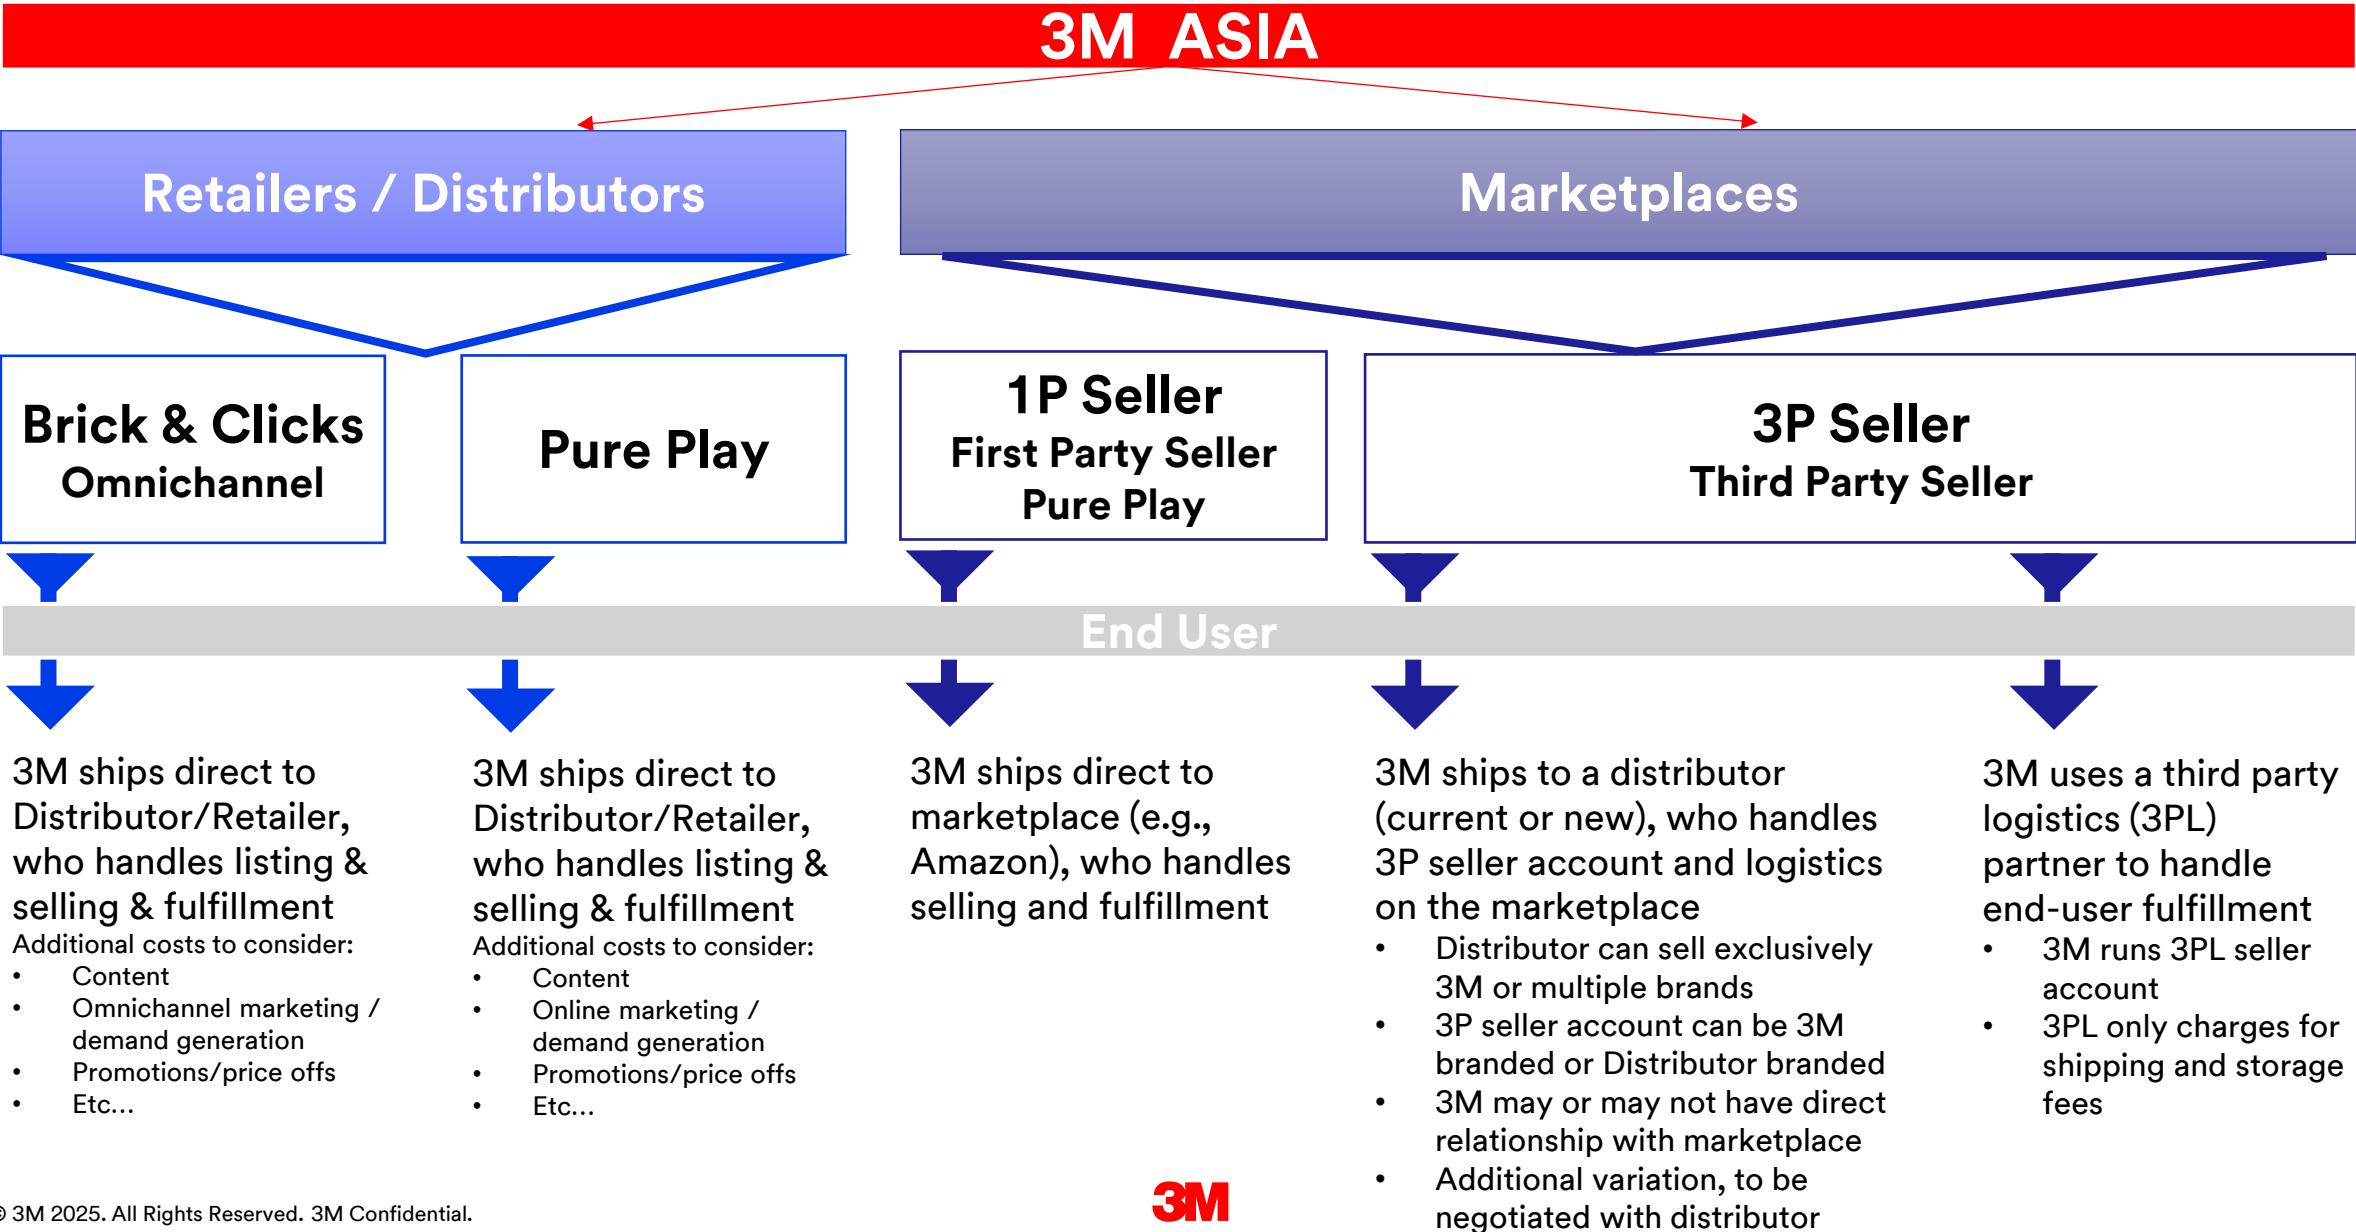 3M ASIA
Retailers / Distributors
Marketplaces
Brick & Clicks
Omnichannel
Pure Play
1P Seller
First Party Seller
Pure Play
3P Seller
Third Party Seller
End User
3M ships direct to
Distributor/Retailer,
who handles listing &
selling & fulfillment
Additional costs to consider:
• Content
• Omnichannel marketing /
demand generation
• Promotions/price offs
• Etc...
3M ships direct to
Distributor/Retailer,
who handles listing &
selling & fulfillment
Additional costs to consider:
• Content
• Online marketing /
demand generation
• Promotions/price offs
• Etc...
3M ships direct to
marketplace (e.g.,
Amazon), who handles
selling and fulfillment
3M ships to a distributor
(current or new), who handles
3P seller account and logistics
on the marketplace
• Distributor can sell exclusively
3M or multiple brands
• 3P seller account can be 3M
branded or Distributor branded
• 3M may or may not have direct
relationship with marketplace
• Additional variation, to be
negotiated with distributor
3M uses a third party
logistics (3PL)
partner to handle
end-user fulfillment
• 3M runs 3PL seller
account
• 3PL only charges for
shipping and storage
fees
© 3M 2025. All Rights Reserved. 3M Confidential.
3M